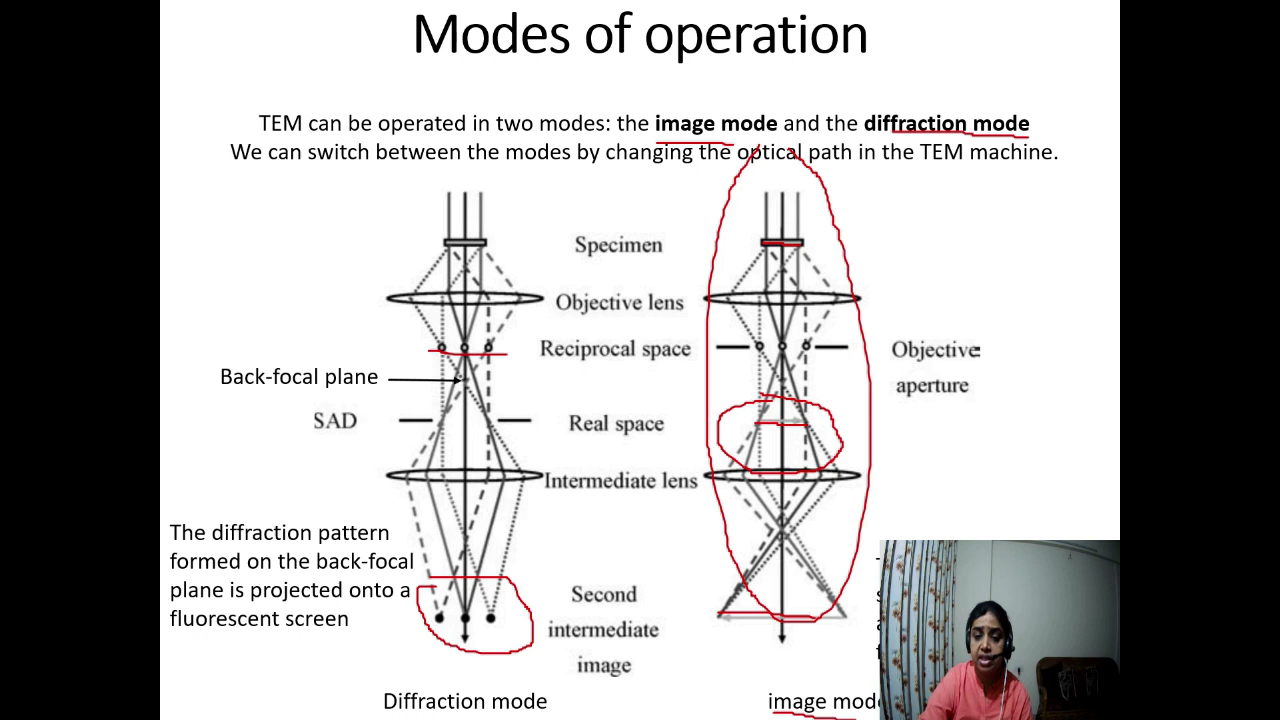 Modes of operation
TEM can be operated in two modes: the image mode and the diffraction mode
We can switch between the modes by changing the optical path in the TEM machine.
Specimen
Objective lens
Reciprocal space
Objective
aperture
Back-focal plane
SAD
Real space
Intermediate lens
The diffraction pattern
formed on the back-focal
plane is projected onto a
fluorescent screen
Second
intermediate
image
Diffraction mode
image mode